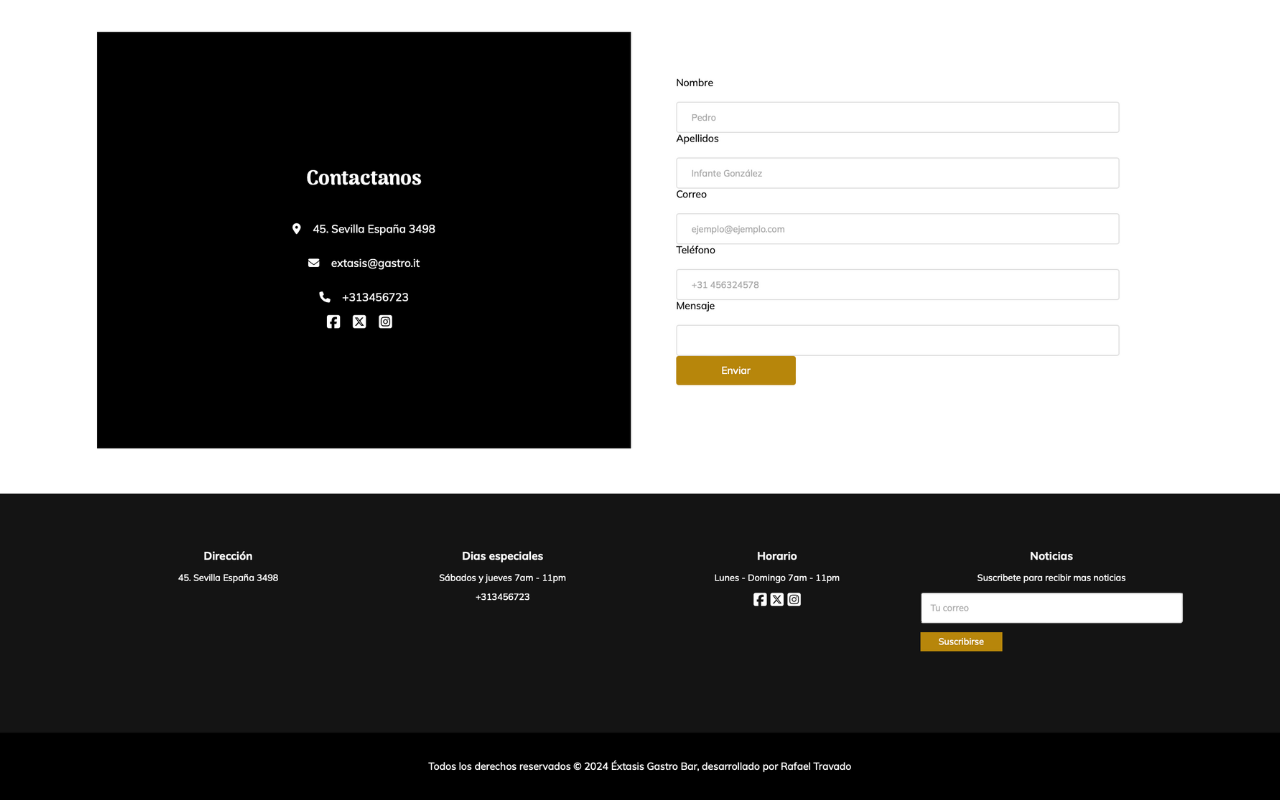 Contactanos
45. Sevilla España 3498
extasis@gastro.it
+313456723
Nombre
Pedro
Apellidos
Infante González
Correo
ejemplo@ejemplo.com
Teléfono
+31 456324578
Mensaje
Enviar
Dirección
45. Sevilla España 3498
Dias especiales
Sábados y jueves 7am - 11pm
+313456723
Horario
Lunes - Domingo 7am - 11pm
Noticias
Suscribete para recibir mas noticias
Tu correo
Suscribirse
Todos los derechos reservados © 2024 Éxtasis Gastro Bar, desarrollado por Rafael Travado